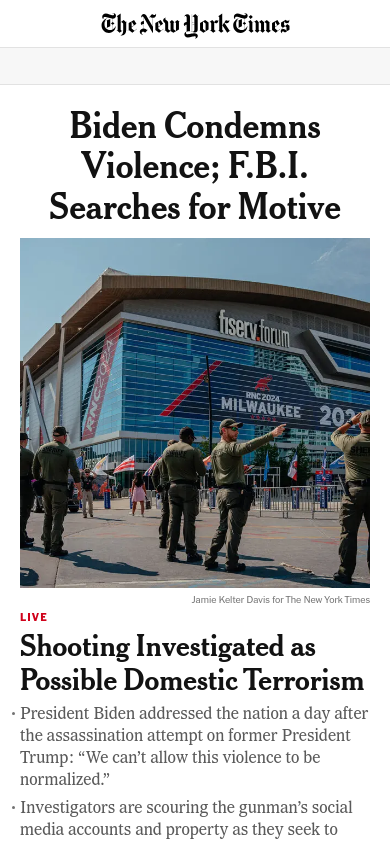 The New York Times
Biden Condemns
Violence; F.B.I.
Searches for Motive
fiserv.forum
RNC 2024
RNC 2024
MILWAUKEE
202
Jamie Kelter Davis for The New York Times
LIVE
Shooting Investigated as
Possible Domestic Terrorism
· President Biden addressed the nation a day after
the assassination attempt on former President
Trump: “We can’t allow this violence to be
normalized.”
· Investigators are scouring the gunman’s social
media accounts and property as they seek to